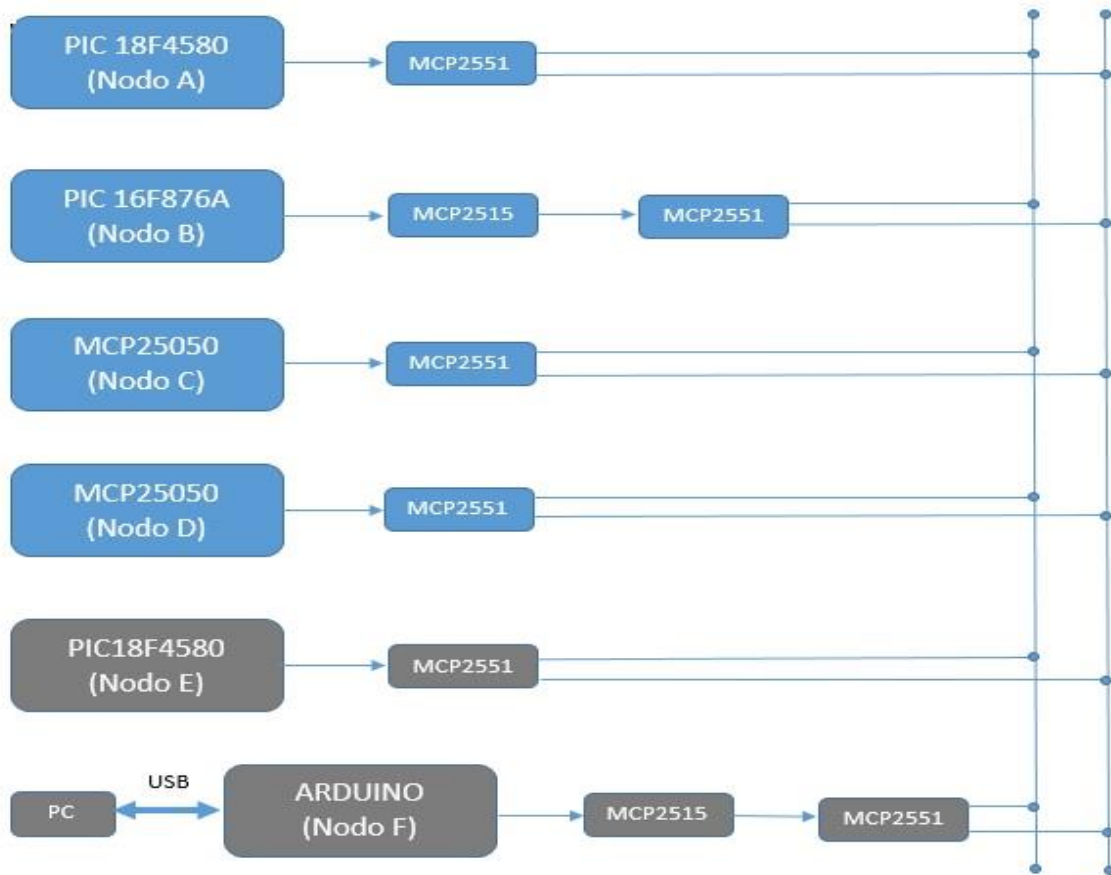 PIC 18F4580
(Nodo A)
MCP2551
PIC 16F876A
(Nodo B)
MCP2515
MCP2551
MCP25050
(Nodo C)
MCP2551
MCP25050
(Nodo D)
MCP2551
PIC18F4580
(Nodo E)
MCP2551
PC
USB
ARDUINO
(Nodo F)
MCP2515
MCP2551